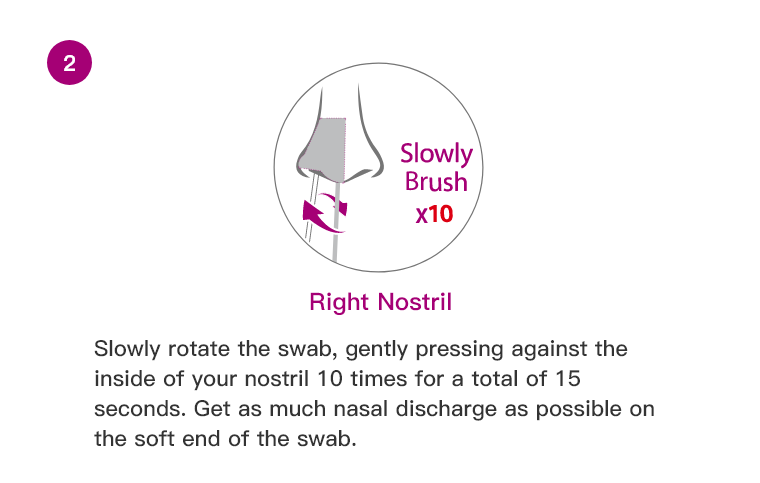 2
Slowly
Brush
x10
Right Nostril
Slowly rotate the swab, gently pressing against the
inside of your nostril 10 times for a total of 15
seconds. Get as much nasal discharge as possible on
the soft end of the swab.